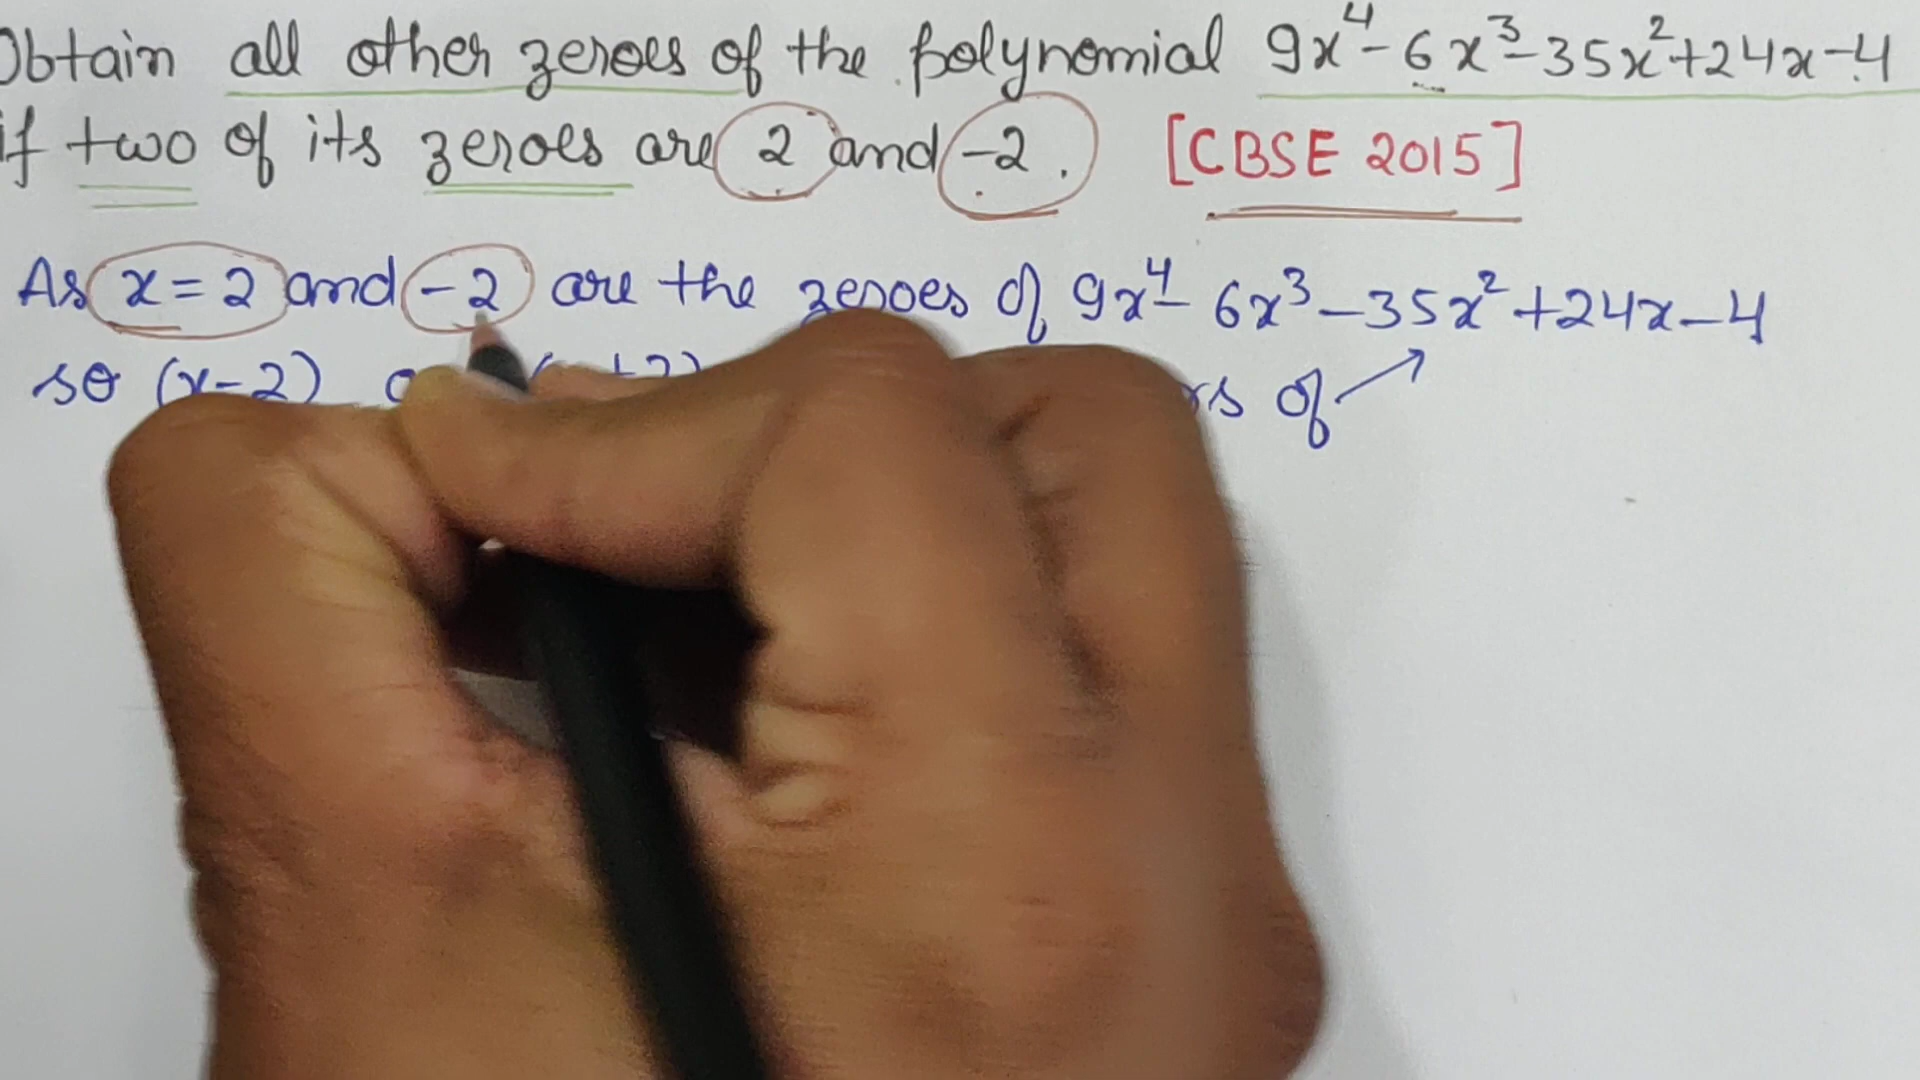 Obtain all other zeroes of the polynomial 9x⁴-6x³-35x²+24x-4
if two of its zeroes are 2 and -2. [CBSE 2015]
As x=2 and -2 are the zeroes of 9x⁴-6x³-35x²+24x-4
so (x-2) of